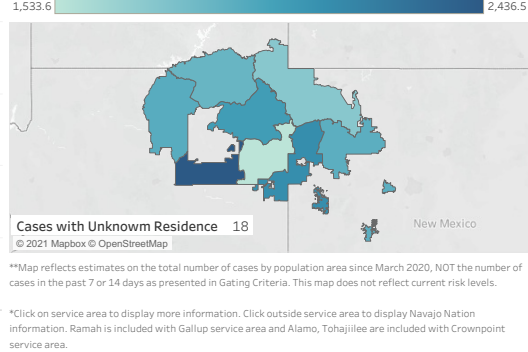 1,533.6 2,436.5
New Mexico
Cases with Unknowm Residence 18
© 2021 Mapbox © OpenStreetMap
**Map reflects estimates on the total number of cases by population area since March 2020, NOT the number of
cases in the past 7 or 14 days as presented in Gating Criteria. This map does not reflect current risk levels.
*Click on service area to display more information. Click outside service area to display Navajo Nation
information. Ramah is included with Gallup service area and Alamo, Tohajiilee are included with Crownpoint
service area.